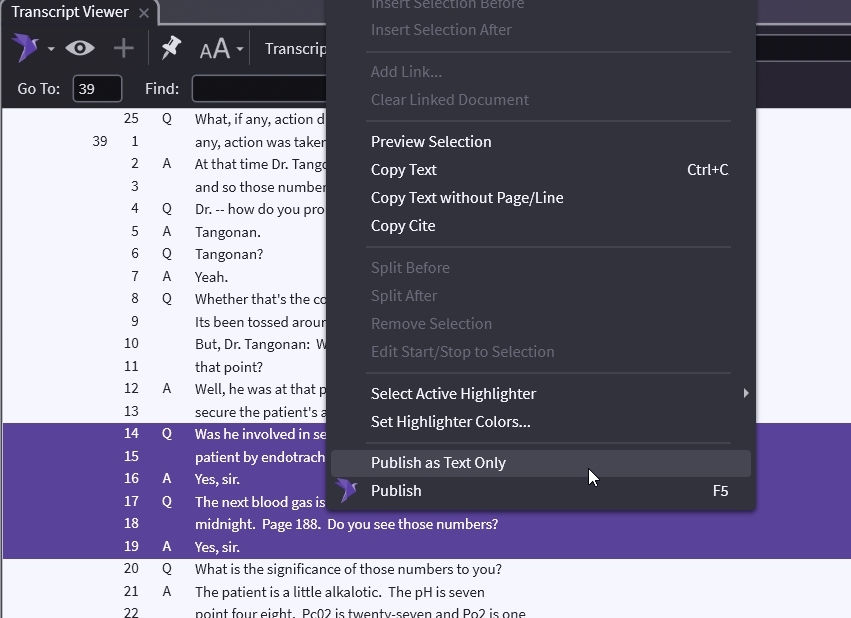 Transcript Viewer
Insert Selection Before
Insert Selection After
AA
Transcrip
Go To:
39
Find:
Add Link...
Clear Linked Document
Preview Selection
Copy Text Ctrl+C
Copy Text without Page/Line
Copy Cite
Split Before
Split After
Remove Selection
Edit Start/Stop to Selection
Select Active Highlighter
Set Highlighter Colors...
Publish as Text Only
Publish F5
25 Q What, if any, action d
39 1 any, action was taken
2 A At that time Dr. Tango
3 and so those number
4 Q Dr. -- how do you pro
5 A Tangonan.
6 Q Tangonan?
7 A Yeah.
8 Q Whether that's the co
9 Its been tossed aroun
10 But, Dr. Tangonan: W
11 that point?
12 A Well, he was at that p
13 secure the patient's a
14 Q Was he involved in se
15 patient by endotrach
16 A Yes, sir.
17 Q The next blood gas is
18 midnight. Page 188. Do you see those numbers?
19 A Yes, sir.
20 Q What is the significance of those numbers to you?
21 A The patient is a little alkalotic. The pH is seven
22 point four eight. Pc02 is twenty-seven and Po2 is one